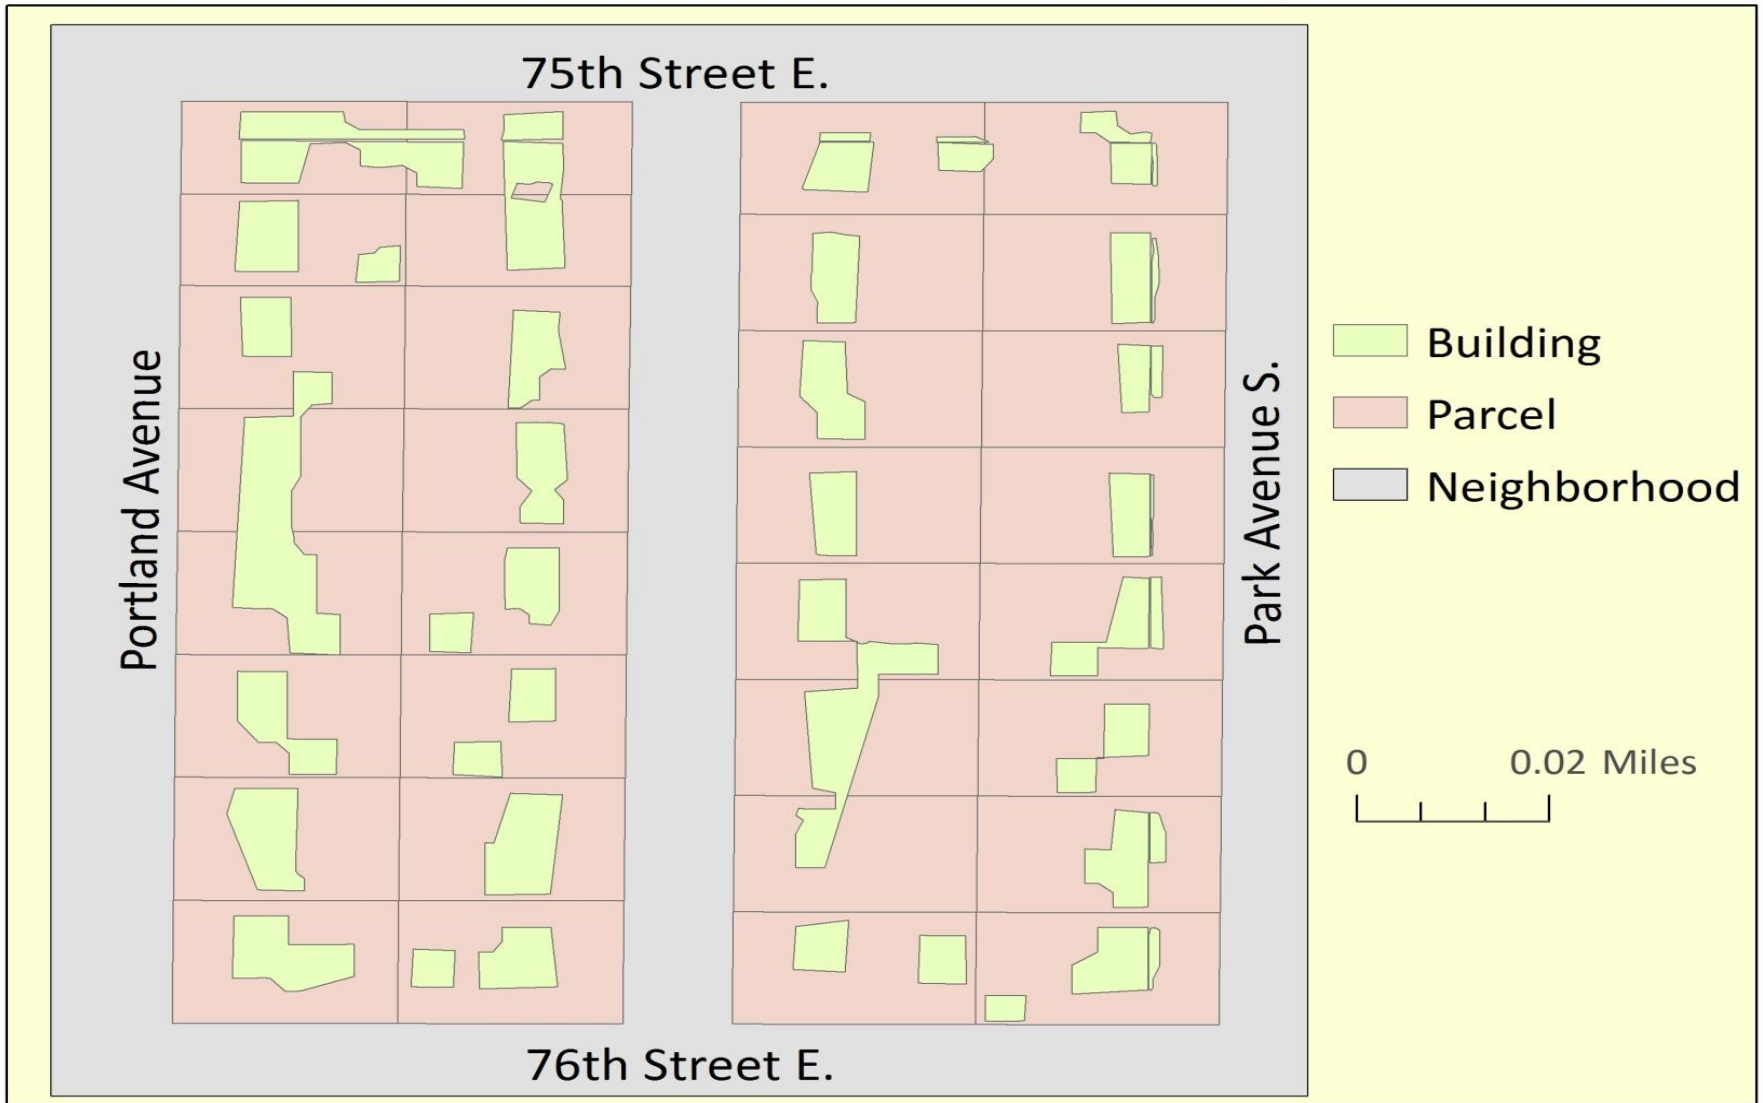 75th Street E.
Portland Avenue
Park Avenue S.
76th Street E.
Building
Parcel
Neighborhood
0 0.02 Miles